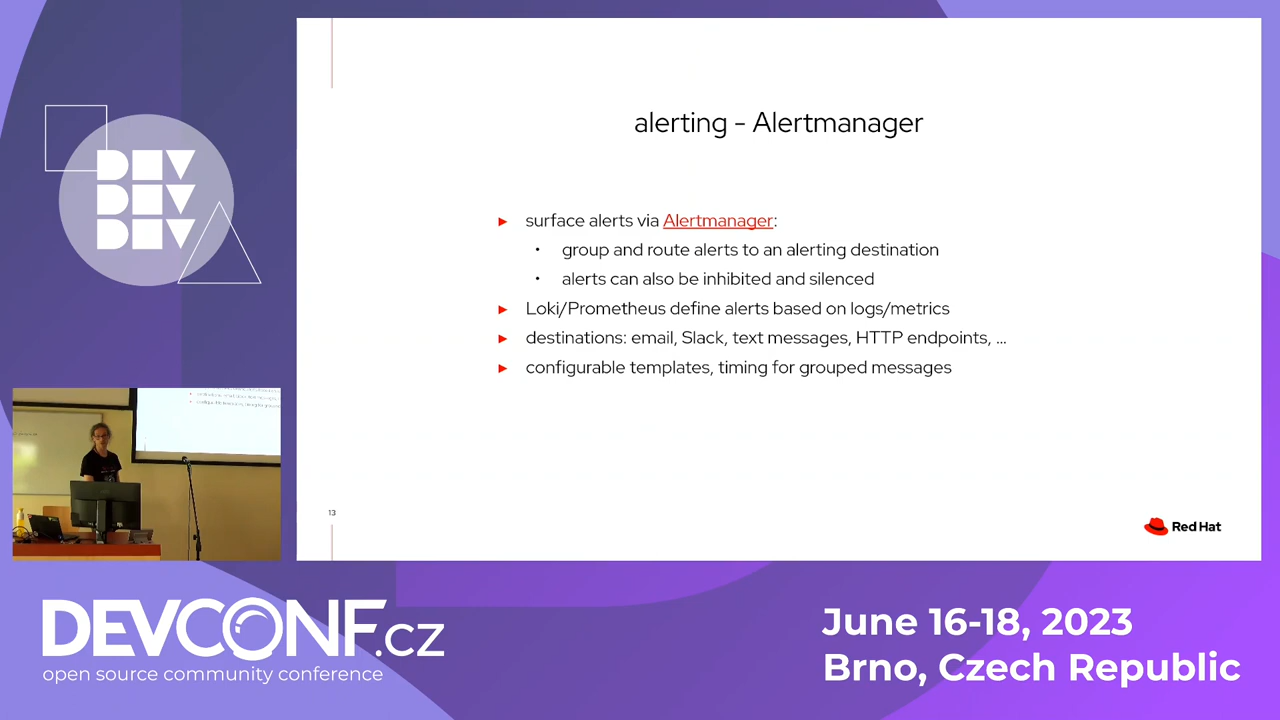 DEV
DEV
DEV
alerting - Alertmanager
► surface alerts via Alertmanager:
• group and route alerts to an alerting destination
• alerts can also be inhibited and silenced
► Loki/Prometheus define alerts based on logs/metrics
► destinations: email, Slack, text messages, HTTP endpoints, ...
► configurable templates, timing for grouped messages
13
Red Hat
DEVCONF.cz
open source community conference
June 16-18, 2023
Brno, Czech Republic